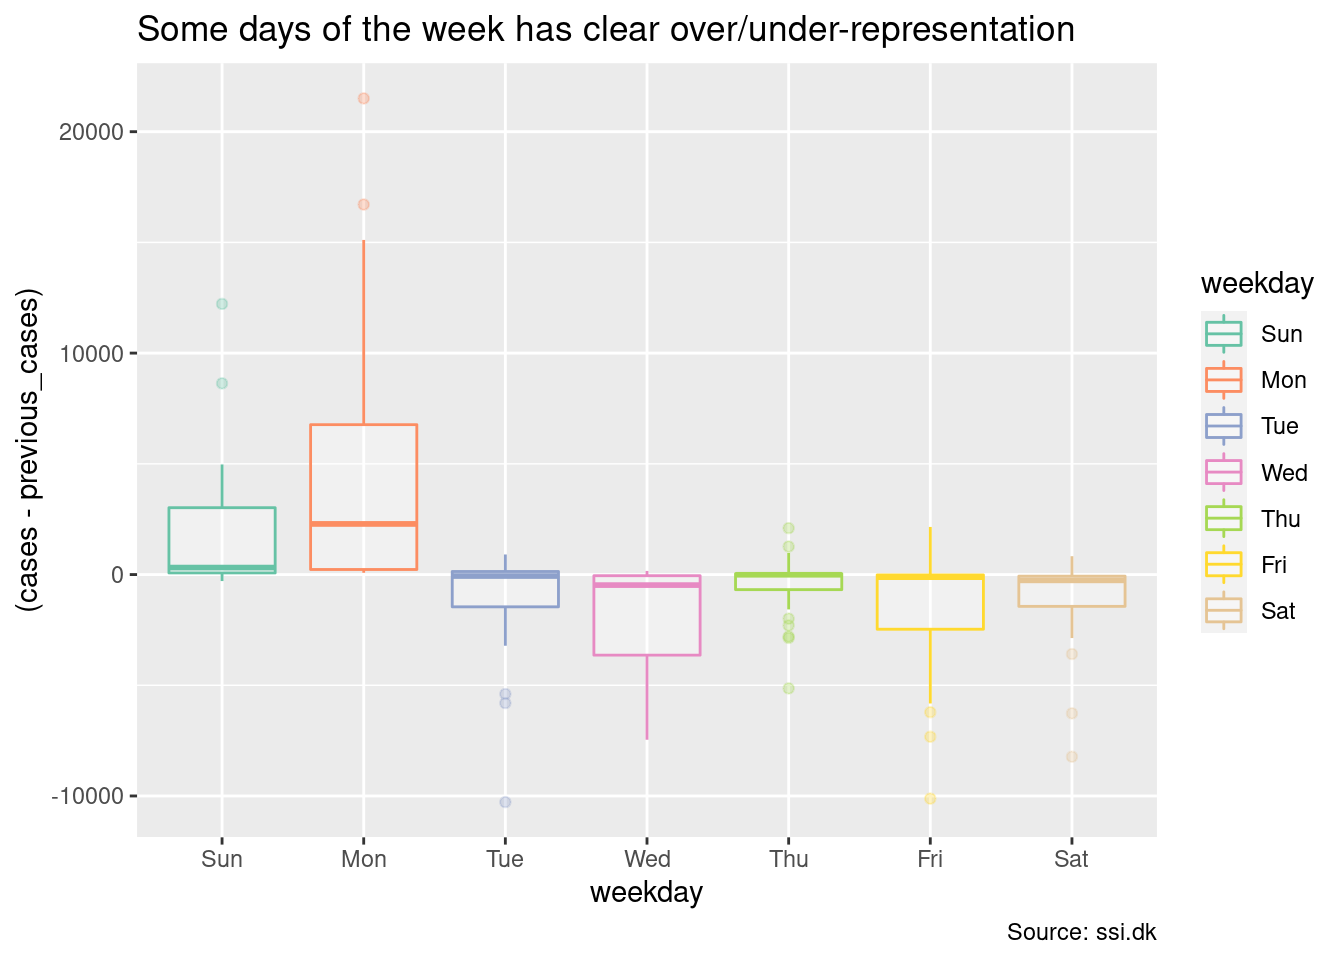 Some days of the week has clear over/under-representation
(cases - previous_cases)
20000
10000
0
-10000
Sun Mon Tue Wed Thu Fri Sat
weekday
weekday
Sun
Mon
Tue
Wed
Thu
Fri
Sat
Source: ssi.dk